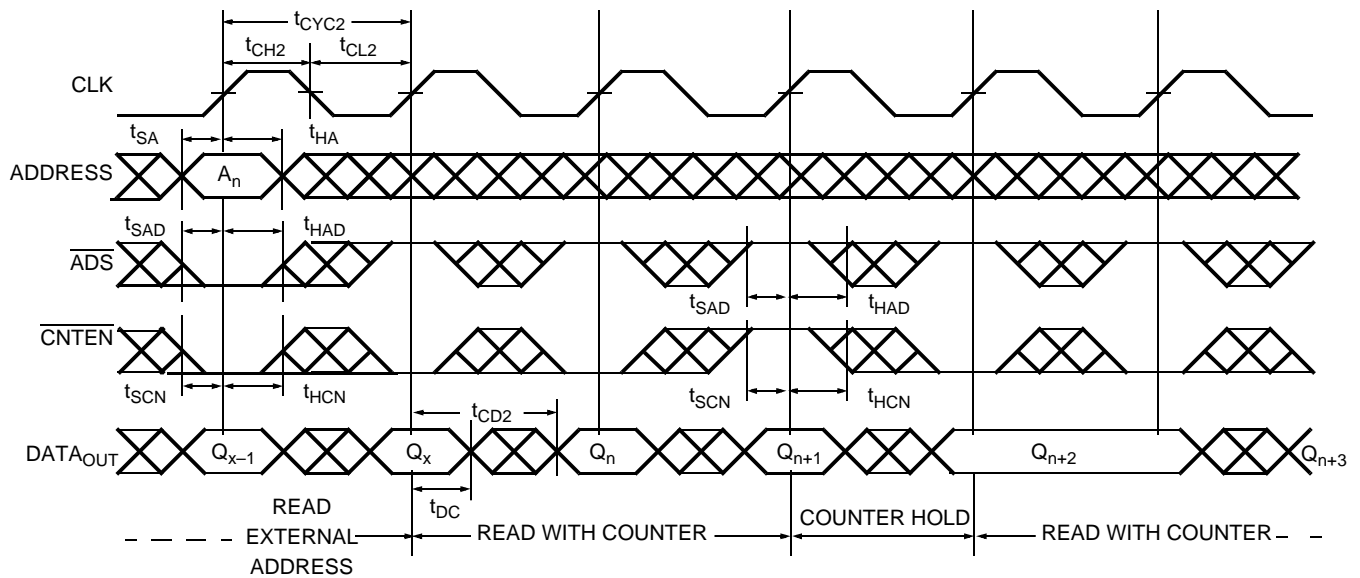 tCYC2
tCH2 tCL2
CLK
tSA tHA
ADDRESS An
tSAD tHAD
ADS
tSAD tHAD
CNTEN
tSCN tHCN tSCN tHCN
tCD2
DATAOUT Qx–1 Qx Qn Qn+1 Qn+2 Qn+3
tDC
READ
EXTERNAL
ADDRESS
READ WITH COUNTER
COUNTER HOLD
READ WITH COUNTER